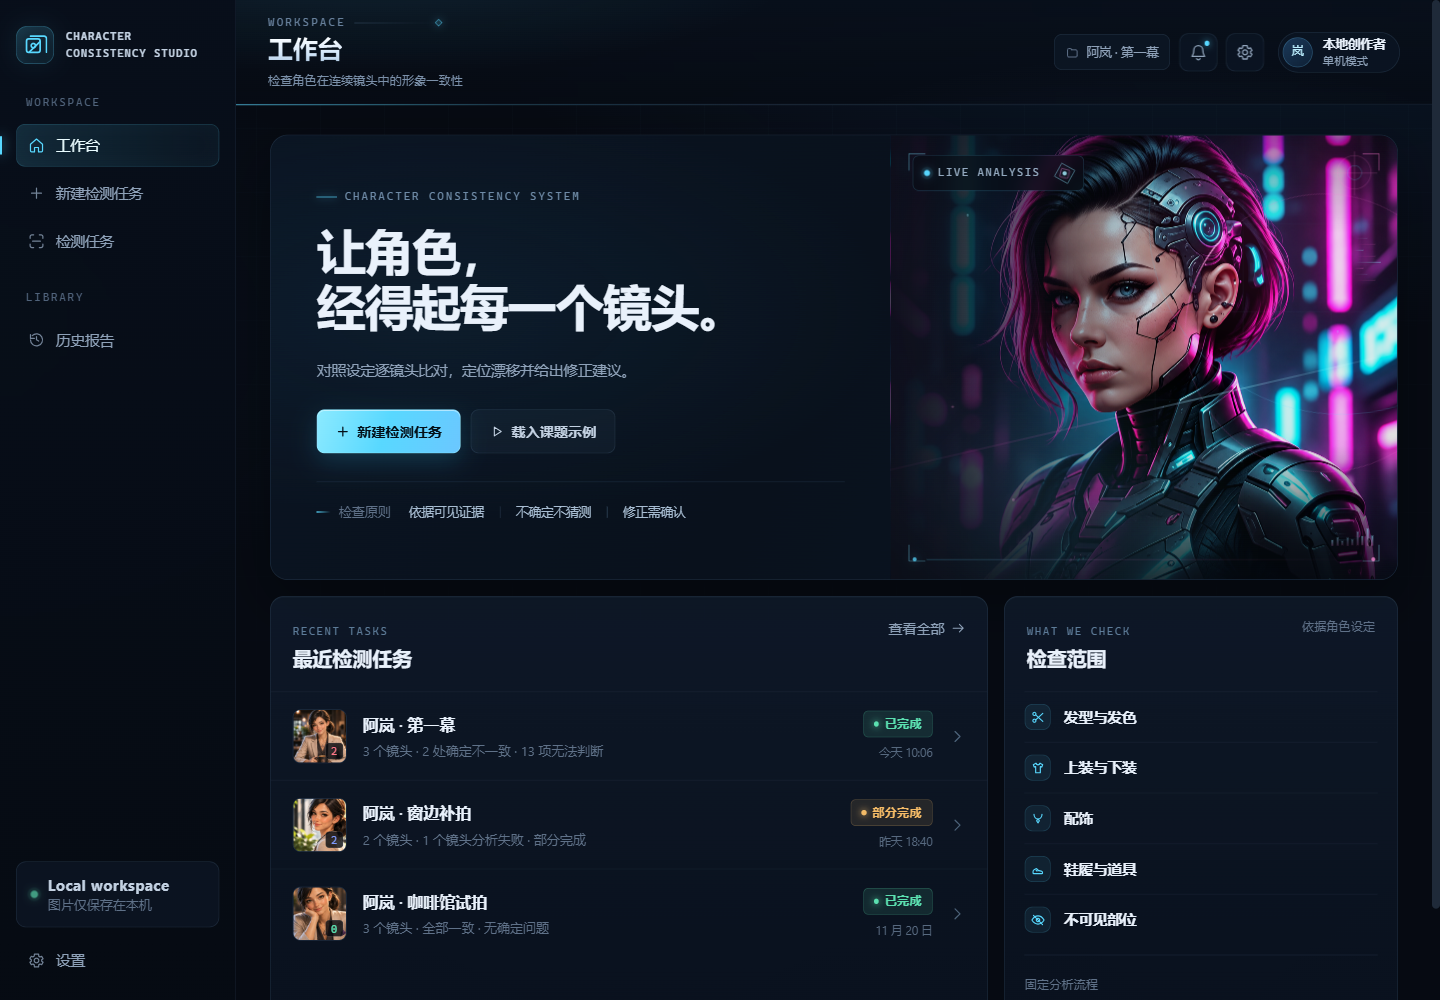 CHARACTER
CONSISTENCY STUDIO
WORKSPACE
工作台
新建检测任务
检测任务
LIBRARY
历史报告
Local workspace
图片仅保存在本机
设置
WORKSPACE
工作台
检查角色在连续镜头中的形象一致性
阿岚 · 第一幕
岚
本地创作者
单机模式
CHARACTER CONSISTENCY SYSTEM
让角色，
经得起每一个镜头。
对照设定逐镜头比对，定位漂移并给出修正建议。
新建检测任务
载入课题示例
检查原则 依据可见证据 不确定不猜测 修正需确认
LIVE ANALYSIS
RECENT TASKS
最近检测任务
查看全部
2
阿岚 · 第一幕
3 个镜头 · 2 处确定不一致 · 13 项无法判断
已完成
今天 10:06
2
阿岚 · 窗边补拍
2 个镜头 · 1 个镜头分析失败 · 部分完成
部分完成
昨天 18:40
0
阿岚 · 咖啡馆试拍
3 个镜头 · 全部一致 · 无确定问题
已完成
11 月 20 日
WHAT WE CHECK
检查范围
依据角色设定
发型与发色
上装与下装
配饰
鞋履与道具
不可见部位
固定分析流程